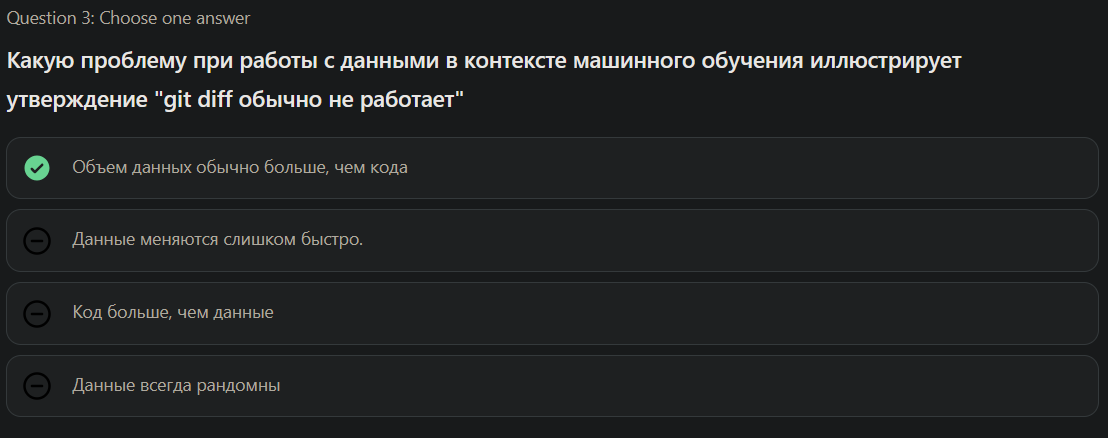 Question 3: Choose one answer
Какую проблему при работы с данными в контексте машинного обучения иллюстрирует
утверждение "git diff обычно не работает"
Объем данных обычно больше, чем кода
Данные меняются слишком быстро.
Код больше, чем данные
Данные всегда рандомны